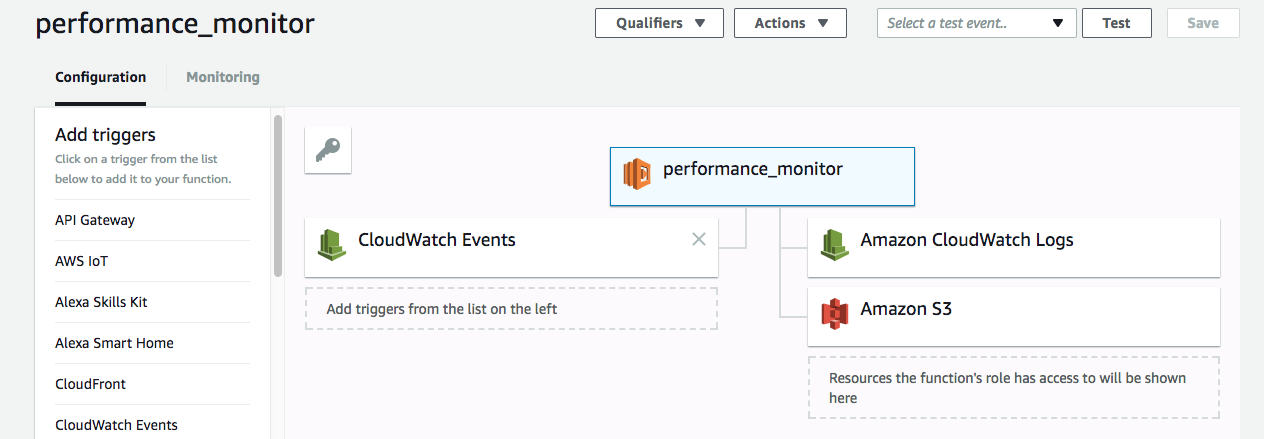 performance_monitor
Qualifiers
Actions
Select a test event..
Test
Save
Configuration
Monitoring
Add triggers
Click on a trigger from the list
below to add it to your function.
API Gateway
AWS IoT
Alexa Skills Kit
Alexa Smart Home
CloudFront
CloudWatch Events
performance_monitor
CloudWatch Events
Add triggers from the list on the left
Amazon CloudWatch Logs
Amazon S3
Resources the function's role has access to will be shown
here